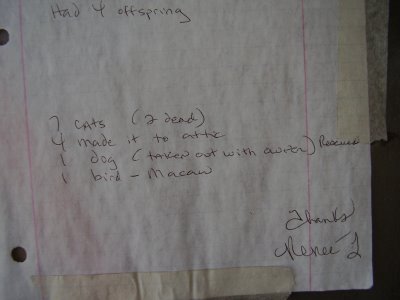 Had 4 offspring
7 cats (2 dead)
4 made it to attic
1 dog (taken out with owner) Rescued
1 bird - Macaw
Thanks
Renee L